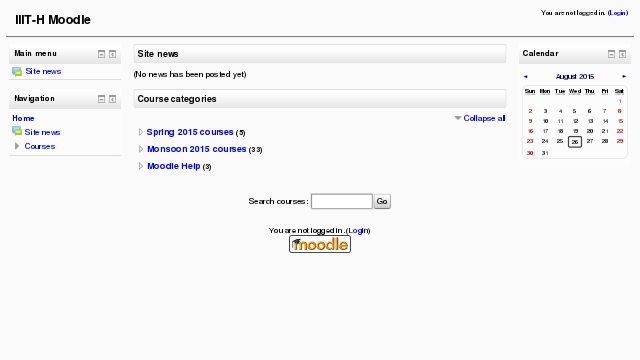 IIIT-H Moodle
You are not logged in. (Login)
Main menu
Site news
Navigation
Home
Site news
Courses
Site news
(No news has been posted yet)
Course categories
Collapse all
Spring 2015 courses (5)
Monsoon 2015 courses (33)
Moodle Help (3)
Search courses: Go
You are not logged in. (Login)
moodle
Calendar
◄ August 2015 ►
Sun Mon Tue Wed Thu Fri Sat
1
2 3 4 5 6 7 8
9 10 11 12 13 14 15
16 17 18 19 20 21 22
23 24 25 26 27 28 29
30 31